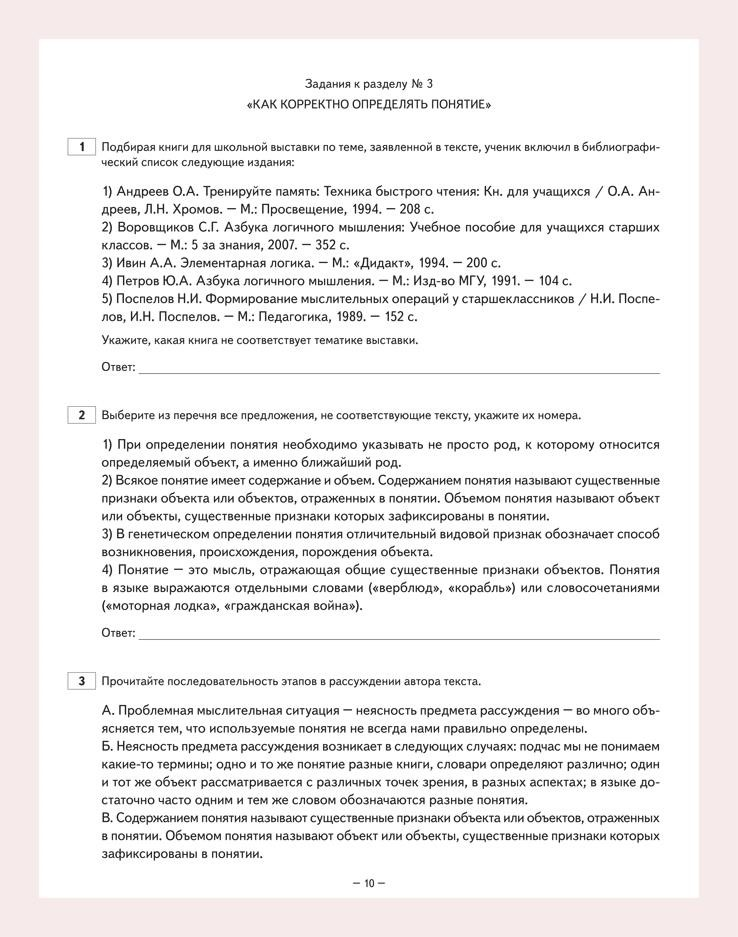 Задания к разделу № 3
«КАК КОРРЕКТНО ОПРЕДЕЛЯТЬ ПОНЯТИЕ»
1 Подбирая книги для школьной выставки по теме, заявленной в тексте, ученик включил в библиографи-
ческий список следующие издания:
1) Андреев О.А. Тренируйте память: Техника быстрого чтения: Кн. для учащихся / О.А. Ан-
дреев, Л.Н. Хромов. — М.: Просвещение, 1994. — 208 с.
2) Воровщиков С.Г. Азбука логичного мышления: Учебное пособие для учащихся старших
классов. — М.: 5 за знания, 2007. — 352 с.
3) Ивин А.А. Элементарная логика. — М.: «Дидакт», 1994. — 200 с.
4) Петров Ю.А. Азбука логичного мышления. — М.: Изд-во МГУ, 1991. — 104 с.
5) Поспелов Н.И. Формирование мыслительных операций у старшеклассников / Н.И. Поспе-
лов, И.Н. Поспелов. — М.: Педагогика, 1989. — 152 с.
Укажите, какая книга не соответствует тематике выставки.
Ответ:
2 Выберите из перечня все предложения, не соответствующие тексту, укажите их номера.
1) При определении понятия необходимо указывать не просто род, к которому относится
определяемый объект, а именно ближайший род.
2) Всякое понятие имеет содержание и объем. Содержанием понятия называют существенные
признаки объекта или объектов, отраженных в понятии. Объемом понятия называют объект
или объекты, существенные признаки которых зафиксированы в понятии.
3) В генетическом определении понятия отличительный видовой признак обозначает способ
возникновения, происхождения, порождения объекта.
4) Понятие — это мысль, отражающая общие существенные признаки объектов. Понятия
в языке выражаются отдельными словами («верблюд», «корабль») или словосочетаниями
(«моторная лодка», «гражданская война»).
Ответ:
3 Прочитайте последовательность этапов в рассуждении автора текста.
А. Проблемная мыслительная ситуация — неясность предмета рассуждения — во много объ-
ясняется тем, что используемые понятия не всегда нами правильно определены.
Б. Неясность предмета рассуждения возникает в следующих случаях: подчас мы не понимаем
какие-то термины; одно и то же понятие разные книги, словари определяют различно; один
и тот же объект рассматривается с различных точек зрения, в разных аспектах; в языке до-
статочно часто одним и тем же словом обозначаются разные понятия.
В. Содержанием понятия называют существенные признаки объекта или объектов, отраженных
в понятии. Объемом понятия называют объект или объекты, существенные признаки которых
зафиксированы в понятии.
— 10 —